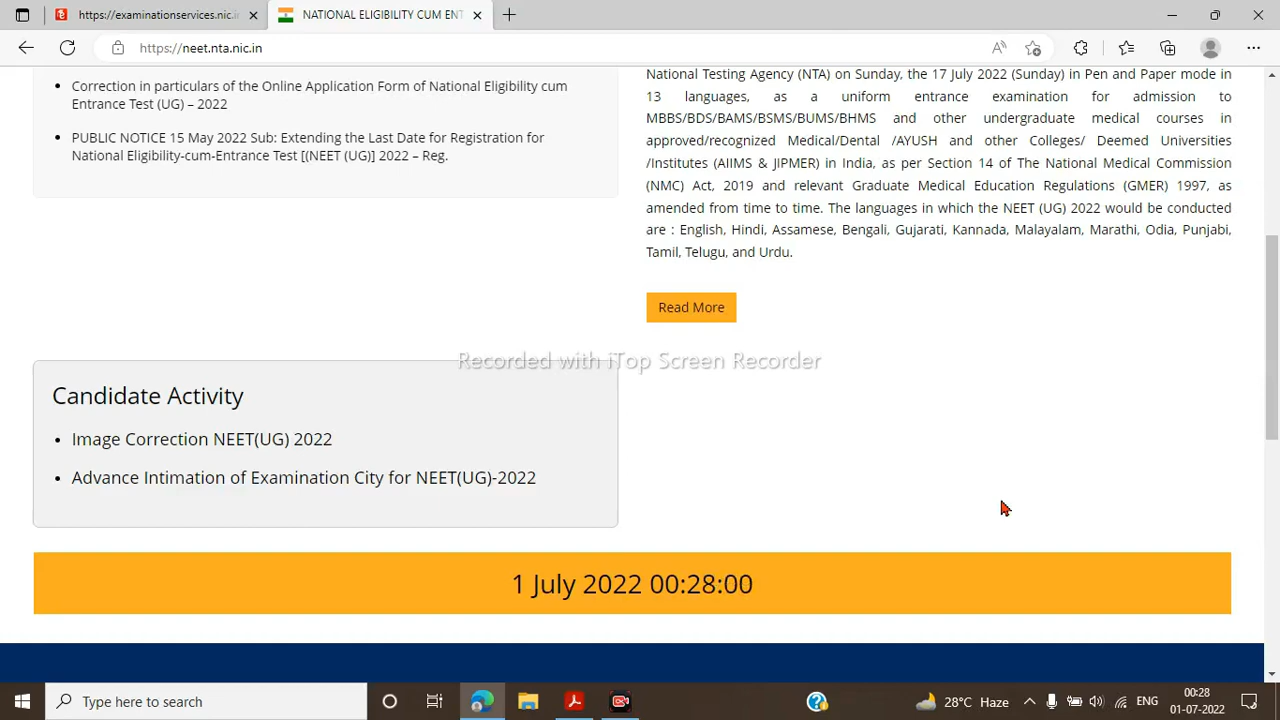 https://examinationservices.nic.i
NATIONAL ELIGIBILITY CUM ENT
https://neet.nta.nic.in
Correction in particulars of the Online Application Form of National Eligibility cum
Entrance Test (UG) – 2022
PUBLIC NOTICE 15 May 2022 Sub: Extending the Last Date for Registration for
National Eligibility-cum-Entrance Test [(NEET (UG)] 2022 – Reg.
National Testing Agency (NTA) on Sunday, the 17 July 2022 (Sunday) in Pen and Paper mode in
13 languages, as a uniform entrance examination for admission to
MBBS/BDS/BAMS/BSMS/BUMS/BHMS and other undergraduate medical courses in
approved/recognized Medical/Dental /AYUSH and other Colleges/ Deemed Universities
/Institutes (AIIMS & JIPMER) in India, as per Section 14 of The National Medical Commission
(NMC) Act, 2019 and relevant Graduate Medical Education Regulations (GMER) 1997, as
amended from time to time. The languages in which the NEET (UG) 2022 would be conducted
are : English, Hindi, Assamese, Bengali, Gujarati, Kannada, Malayalam, Marathi, Odia, Punjabi,
Tamil, Telugu, and Urdu.
Read More
Recorded with iTop Screen Recorder
Candidate Activity
Image Correction NEET(UG) 2022
Advance Intimation of Examination City for NEET(UG)-2022
1 July 2022 00:28:00
Type here to search
28°C Haze
ENG
00:28
01-07-2022